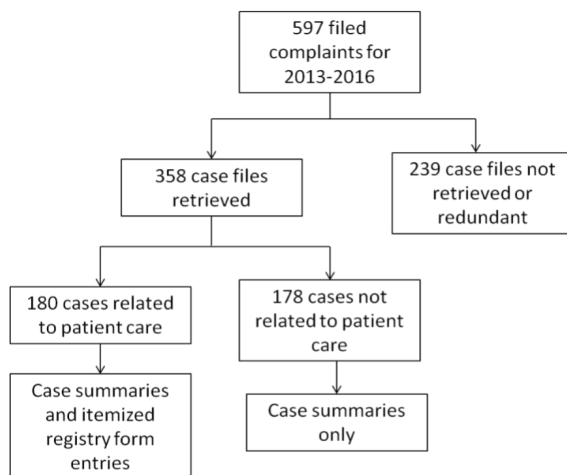 597 filed
complaints for
2013-2016
358 case files
retrieved
239 case files not
retrieved or
redundant
180 cases related
to patient care
178 cases not
related to patient
care
Case summaries
and itemized
registry form
entries
Case summaries
only